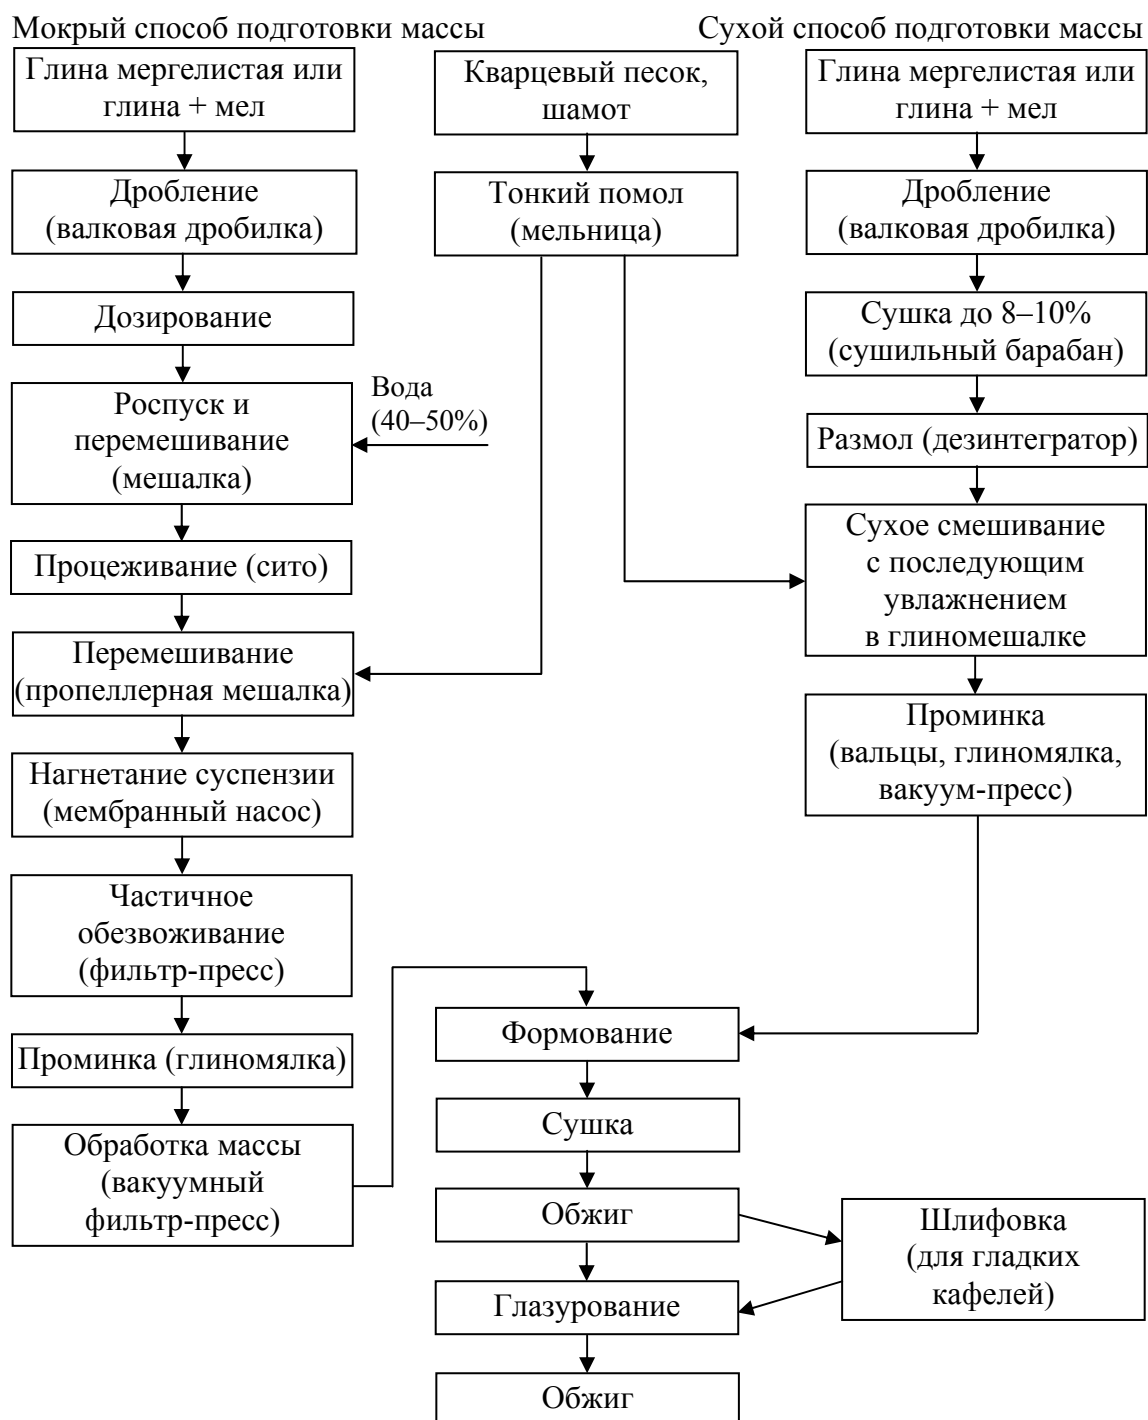 Мокрый способ подготовки массы
Сухой способ подготовки массы
Глина мергелистая или
глина + мел
Дробление
(валковая дробилка)
Дозирование
Роспуск и
перемешивание
(мешалка)
Вода
(40–50%)
Процеживание (сито)
Перемешивание
(пропеллерная мешалка)
Нагнетание суспензии
(мембранный насос)
Частичное
обезвоживание
(фильтр-пресс)
Проминка (глиномялка)
Обработка массы
(вакуумный
фильтр-пресс)
Кварцевый песок,
шамот
Тонкий помол
(мельница)
Глина мергелистая или
глина + мел
Дробление
(валковая дробилка)
Сушка до 8–10%
(сушильный барабан)
Размол (дезинтегратор)
Сухое смешивание
с последующим
увлажнением
в глиномешалке
Проминка
(вальцы, глиномялка,
вакуум-пресс)
Формование
Сушка
Обжиг
Шлифовка
(для гладких
кафелей)
Глазурование
Обжиг